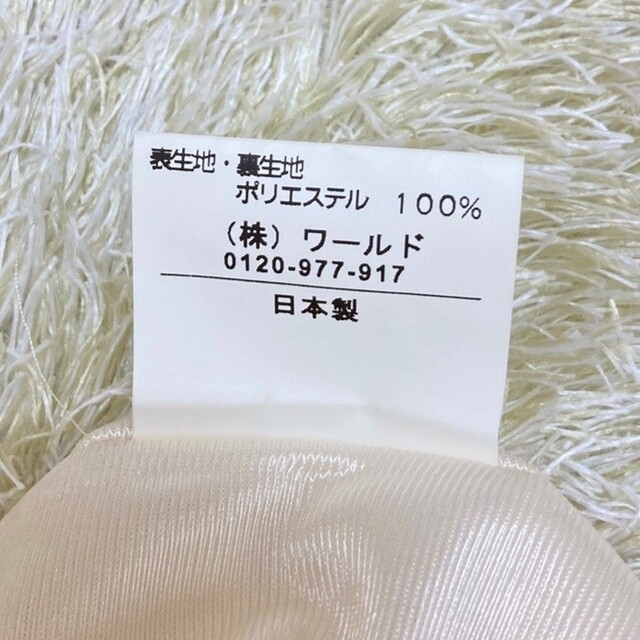 表生地・裏生地
ポリエステル 100%
（株）ワールド
0120-977-917
日本製